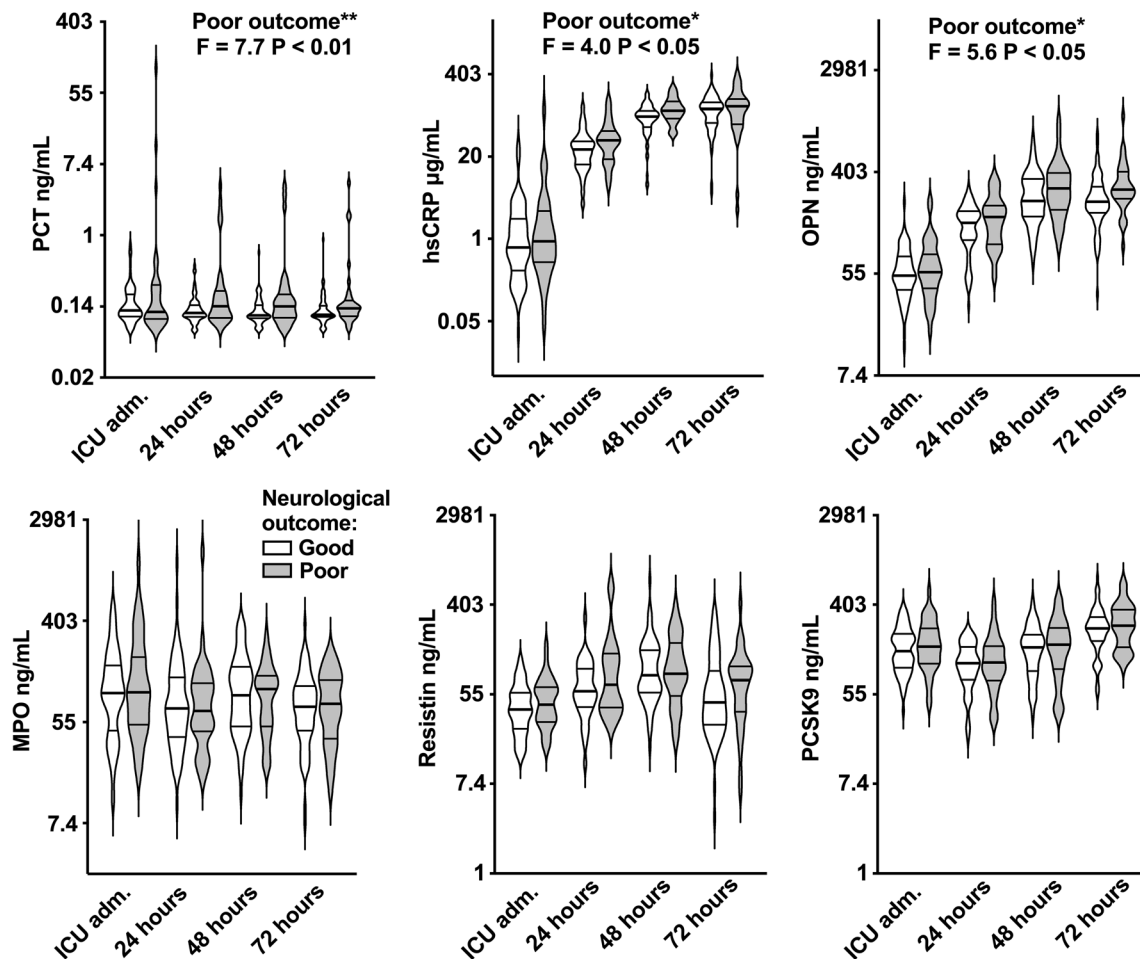 Poor outcome**
F = 7.7 P < 0.01
403
55
7.4
1
0.14
0.02
PCT ng/mL
ICU adm.
24 hours
48 hours
72 hours
Poor outcome*
F = 4.0 P < 0.05
403
20
1
0.05
hsCRP µg/mL
ICU adm.
24 hours
48 hours
72 hours
Poor outcome*
F = 5.6 P < 0.05
2981
403
55
7.4
OPN ng/mL
ICU adm.
24 hours
48 hours
72 hours
Neurological
outcome:
Good
Poor
2981
403
55
7.4
MPO ng/mL
ICU adm.
24 hours
48 hours
72 hours
2981
403
55
7.4
1
Resistin ng/mL
ICU adm.
24 hours
48 hours
72 hours
2981
403
55
7.4
1
PCSK9 ng/mL
ICU adm.
24 hours
48 hours
72 hours